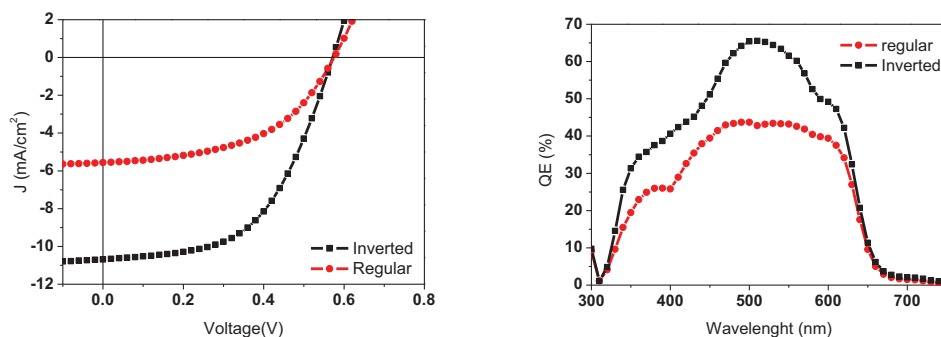 2
0
-2
-4
-6
-8
-10
-12
J (mA/cm²)
0.0 0.2 0.4 0.6 0.8
Voltage(V)
Inverted
Regular
70
60
50
40
30
20
10
0
QE (%)
300 400 500 600 700
Wavelenght (nm)
regular
Inverted